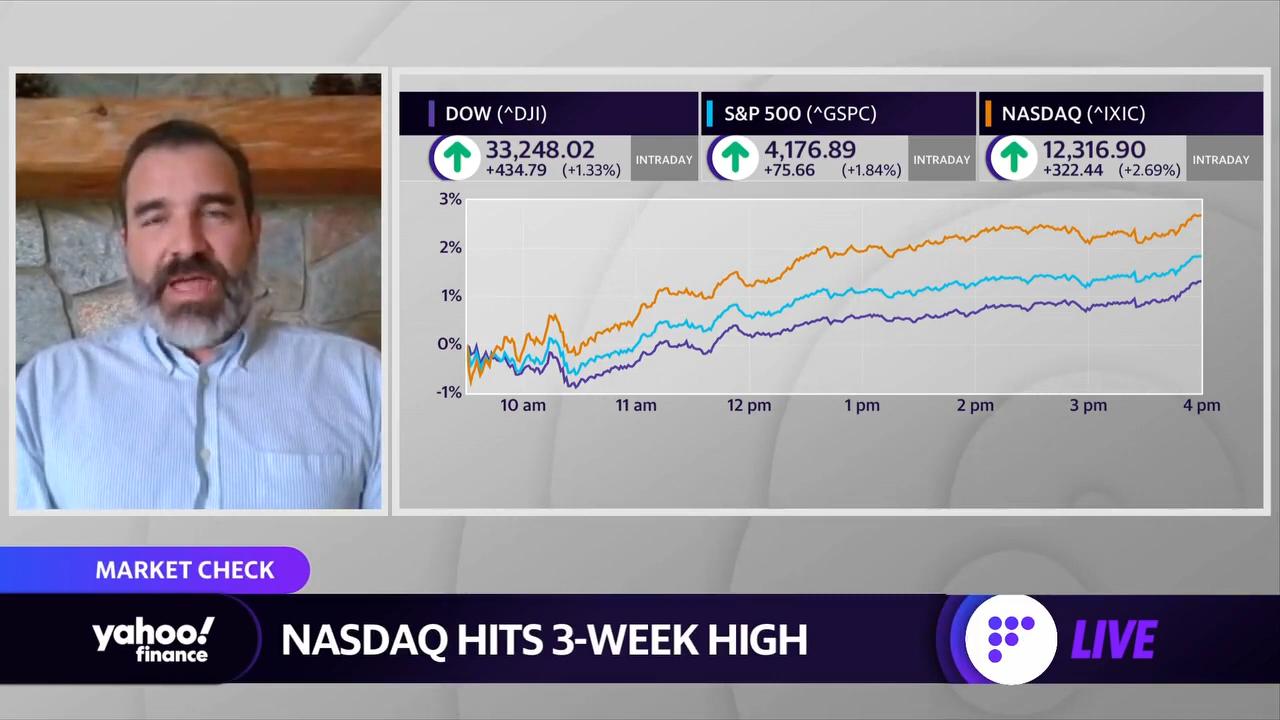 DOW (^DJI)
33,248.02
+434.79 (+1.33%)
INTRADAY
S&P 500 (^GSPC)
4,176.89
+75.66 (+1.84%)
INTRADAY
NASDAQ (^IXIC)
12,316.90
+322.44 (+2.69%)
INTRADAY
3%
2%
1%
0%
-1%
10 am 11 am 12 pm 1 pm 2 pm 3 pm 4 pm
MARKET CHECK
yahoo!
finance
NASDAQ HITS 3-WEEK HIGH
LIVE